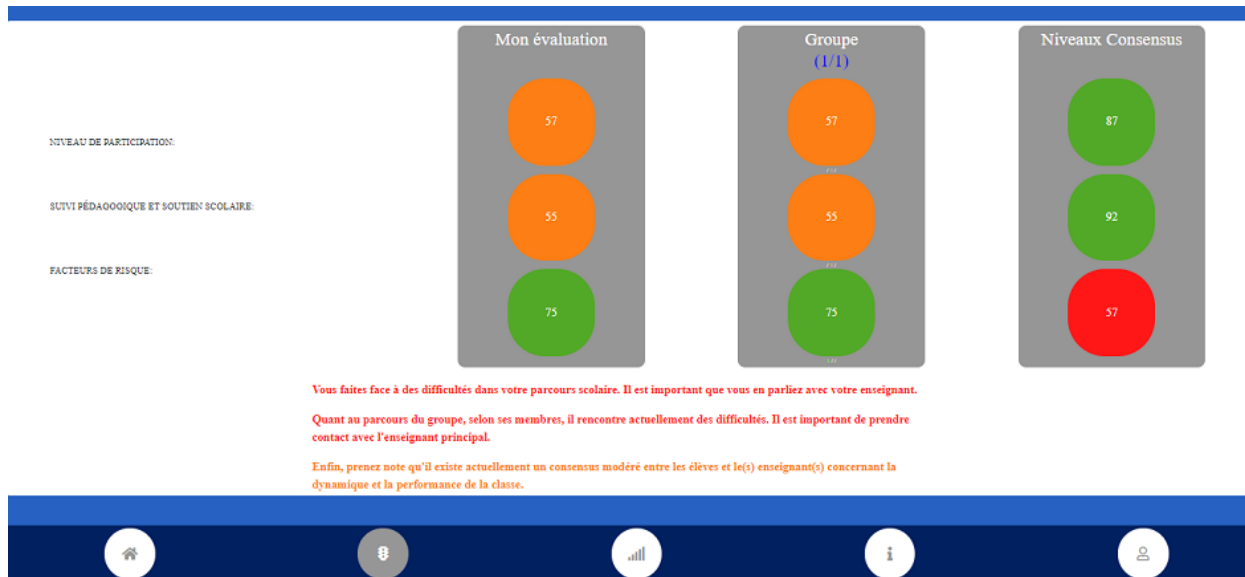 Mon évaluation
Groupe
(1/1)
Niveaux Consensus
NIVEAU DE PARTICIPATION:
57
57
87
SUIVI PÉDAGOGIQUE ET SOUTIEN SCOLAIRE:
55
55
92
FACTEURS DE RISQUE:
75
75
57
Vous faites face à des difficultés dans votre parcours scolaire. Il est important que vous en parliez avec votre enseignant.
Quant au parcours du groupe, selon ses membres, il rencontre actuellement des difficultés. Il est important de prendre
contact avec l'enseignant principal.
Enfin, prenez note qu'il existe actuellement un consensus modéré entre les élèves et le(s) enseignant(s) concernant la
dynamique et la performance de la classe.